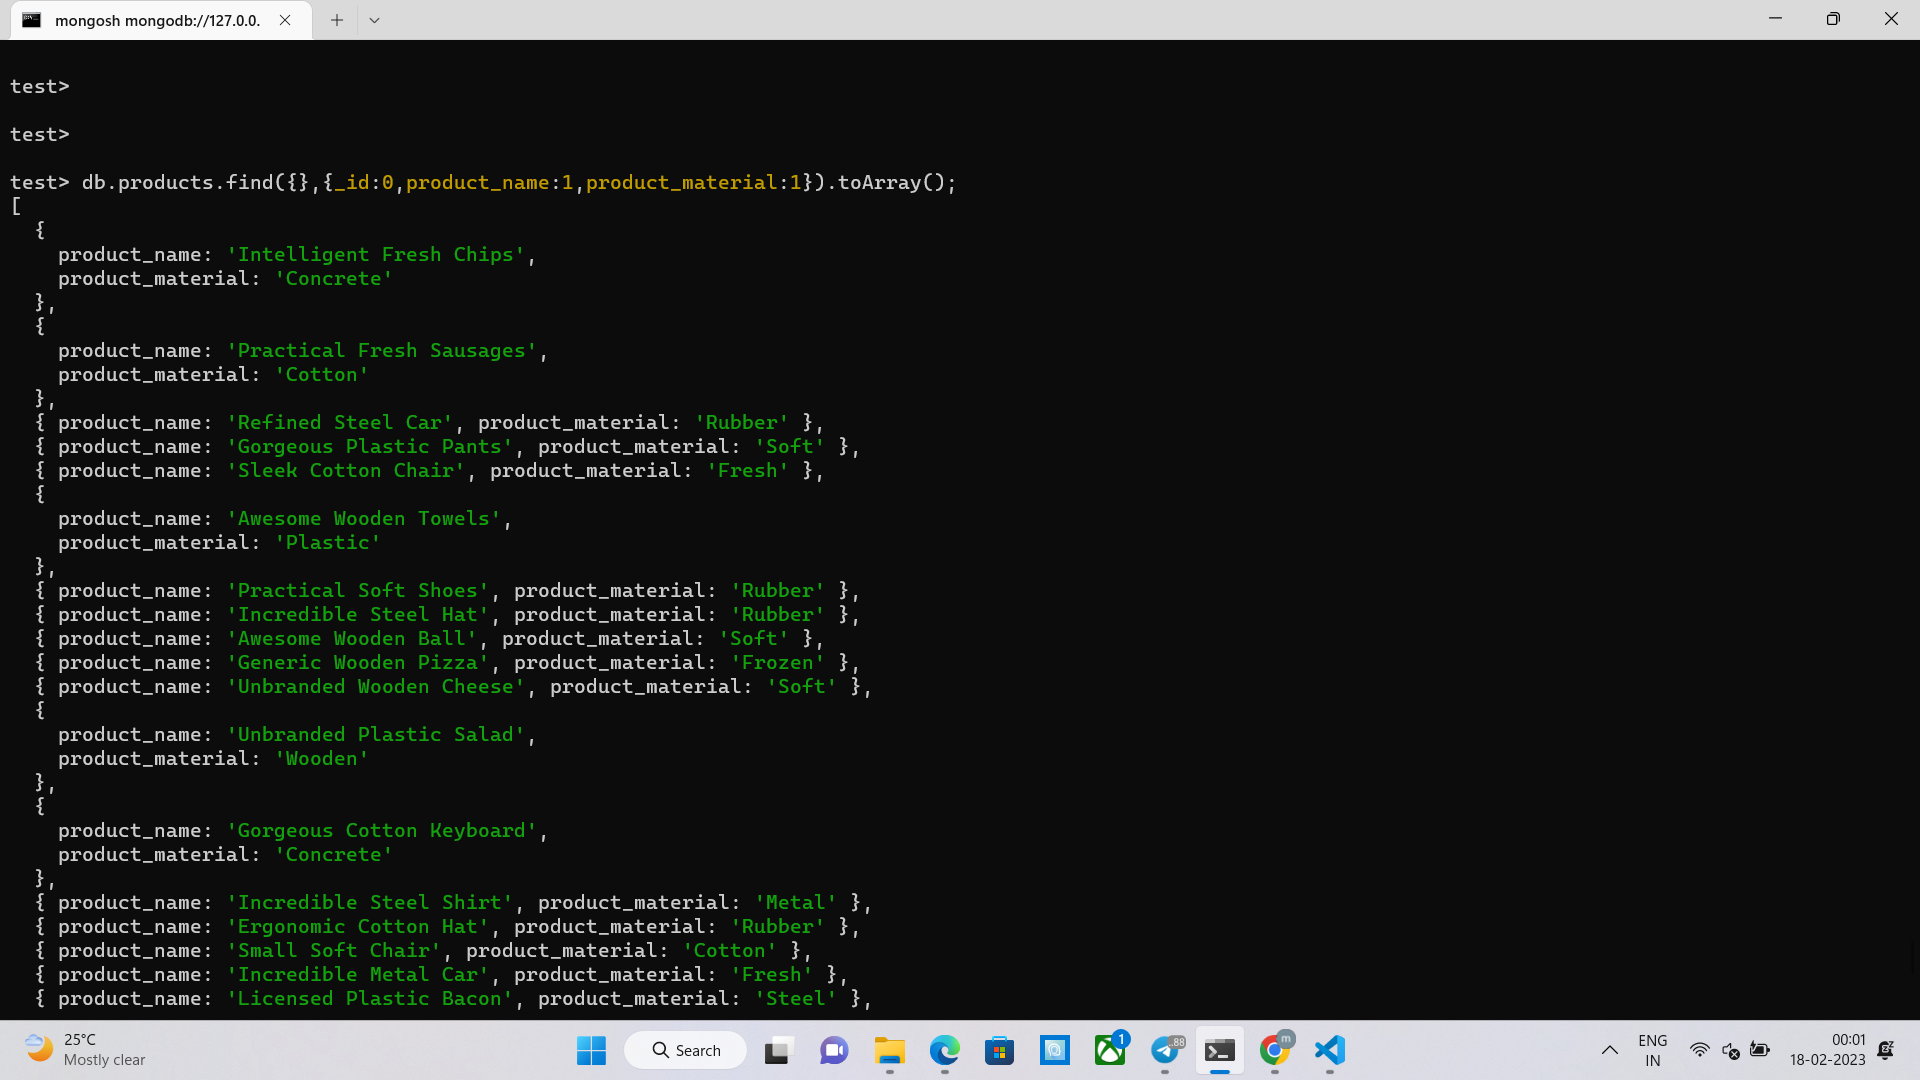 mongosh mongodb://127.0.0.
test>
test>
test> db.products.find({},{_id:0,product_name:1,product_material:1}).toArray();
[
  {
    product_name: 'Intelligent Fresh Chips',
    product_material: 'Concrete'
  },
  {
    product_name: 'Practical Fresh Sausages',
    product_material: 'Cotton'
  },
  { product_name: 'Refined Steel Car', product_material: 'Rubber' },
  { product_name: 'Gorgeous Plastic Pants', product_material: 'Soft' },
  { product_name: 'Sleek Cotton Chair', product_material: 'Fresh' },
  {
    product_name: 'Awesome Wooden Towels',
    product_material: 'Plastic'
  },
  { product_name: 'Practical Soft Shoes', product_material: 'Rubber' },
  { product_name: 'Incredible Steel Hat', product_material: 'Rubber' },
  { product_name: 'Awesome Wooden Ball', product_material: 'Soft' },
  { product_name: 'Generic Wooden Pizza', product_material: 'Frozen' },
  { product_name: 'Unbranded Wooden Cheese', product_material: 'Soft' },
  {
    product_name: 'Unbranded Plastic Salad',
    product_material: 'Wooden'
  },
  {
    product_name: 'Gorgeous Cotton Keyboard',
    product_material: 'Concrete'
  },
  { product_name: 'Incredible Steel Shirt', product_material: 'Metal' },
  { product_name: 'Ergonomic Cotton Hat', product_material: 'Rubber' },
  { product_name: 'Small Soft Chair', product_material: 'Cotton' },
  { product_name: 'Incredible Metal Car', product_material: 'Fresh' },
  { product_name: 'Licensed Plastic Bacon', product_material: 'Steel' },
25°C
Mostly clear
Search
1
..88
m
ENG
IN
00:01
18-02-2023